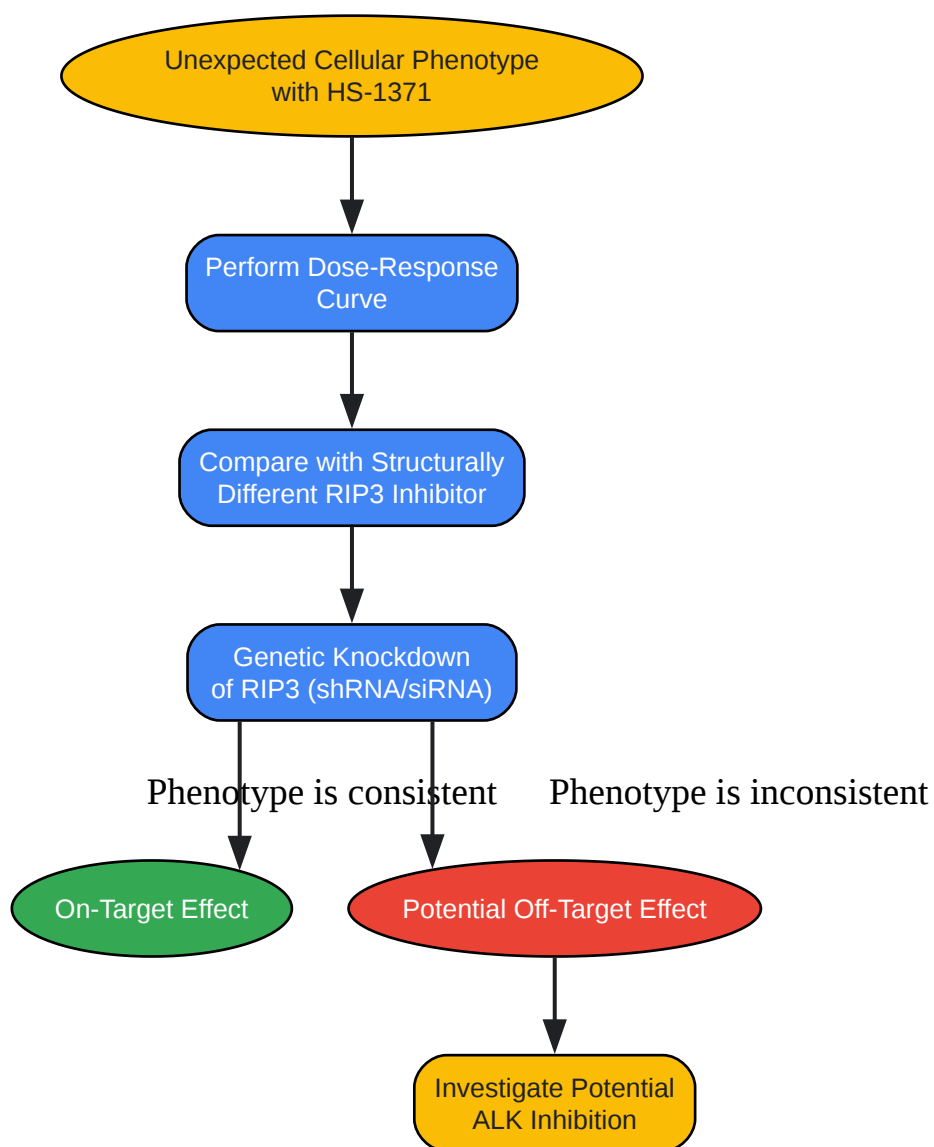 Unexpected Cellular Phenotype
with HS-1371
Perform Dose-Response
Curve
Compare with Structurally
Different RIP3 Inhibitor
Genetic Knockdown
of RIP3 (shRNA/siRNA)
Phenotype is consistent
Phenotype is inconsistent
On-Target Effect
Potential Off-Target Effect
Investigate Potential
ALK Inhibition